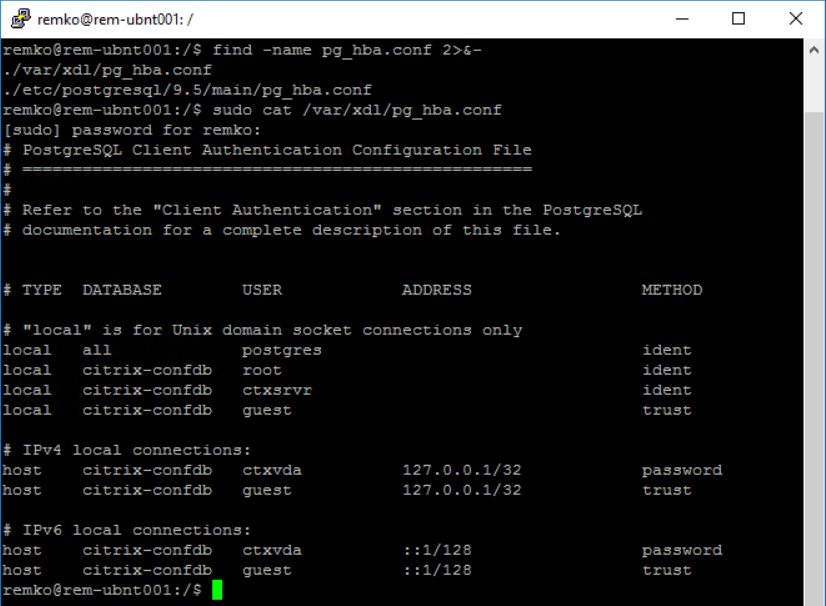 remko@rem-ubnt001: /
remko@rem-ubnt001:/$ find -name pg_hba.conf 2>&-
./var/xdl/pg_hba.conf
./etc/postgresql/9.5/main/pg_hba.conf
remko@rem-ubnt001:/$ sudo cat /var/xdl/pg_hba.conf
[sudo] password for remko:
# PostgreSQL Client Authentication Configuration File
# ===================================================
#
# Refer to the "Client Authentication" section in the PostgreSQL
# documentation for a complete description of this file.
# TYPE  DATABASE        USER            ADDRESS                 METHOD
# "local" is for Unix domain socket connections only
local   all             postgres                                ident
local   citrix-confdb   root                                    ident
local   citrix-confdb   ctxsrvr                                 ident
local   citrix-confdb   guest                                   trust
# IPv4 local connections:
host    citrix-confdb   ctxvda          127.0.0.1/32            password
host    citrix-confdb   guest           127.0.0.1/32            trust
# IPv6 local connections:
host    citrix-confdb   ctxvda          ::1/128                 password
host    citrix-confdb   guest           ::1/128                 trust
remko@rem-ubnt001:/$